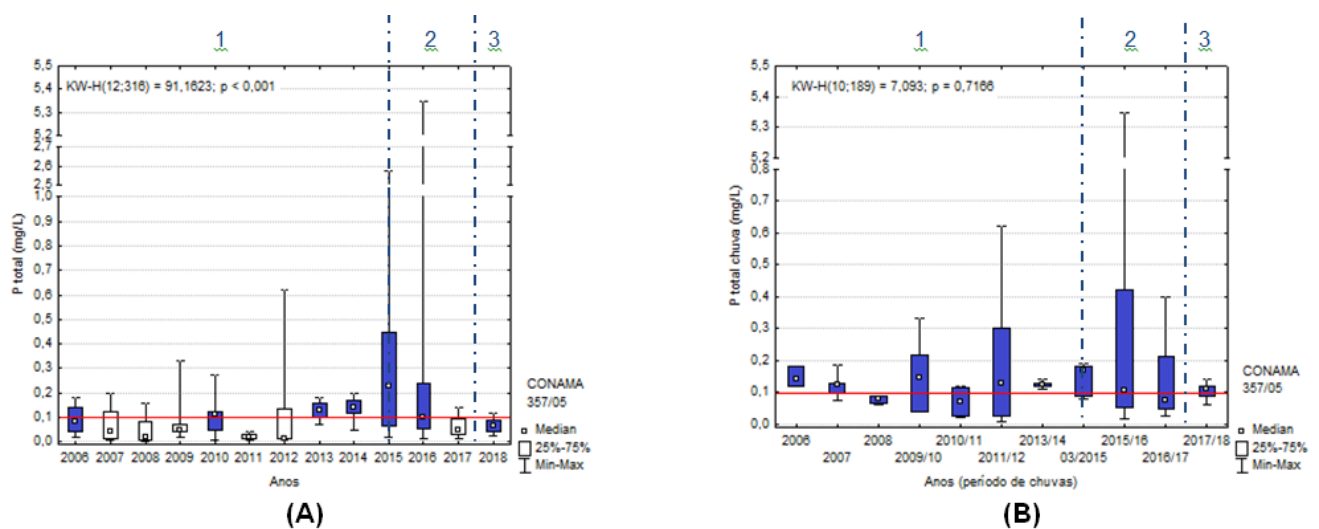 1 2 3
KW-H(12;316) = 91,1623; p < 0,001
5,5
5,4
5,3
5,2
2,7
2,6
2,5
1,0
0,9
0,8
0,7
0,6
0,5
0,4
0,3
0,2
0,1
0,0
P total (mg/L)
2006 2007 2008 2009 2010 2011 2012 2013 2014 2015 2016 2017 2018
Anos
CONAMA
357/05
Median
25%-75%
Min-Max
(A)
1 2 3
KW-H(10;189) = 7,093; p = 0,7166
5,5
5,4
5,3
5,2
0,8
0,7
0,6
0,5
0,4
0,3
0,2
0,1
0,0
P total chuva (mg/L)
2006 2008 2010/11 2013/14 2015/16 2017/18
2007 2009/10 2011/12 03/2015 2016/17
Anos (período de chuvas)
CONAMA
357/05
Median
25%-75%
Min-Max
(B)